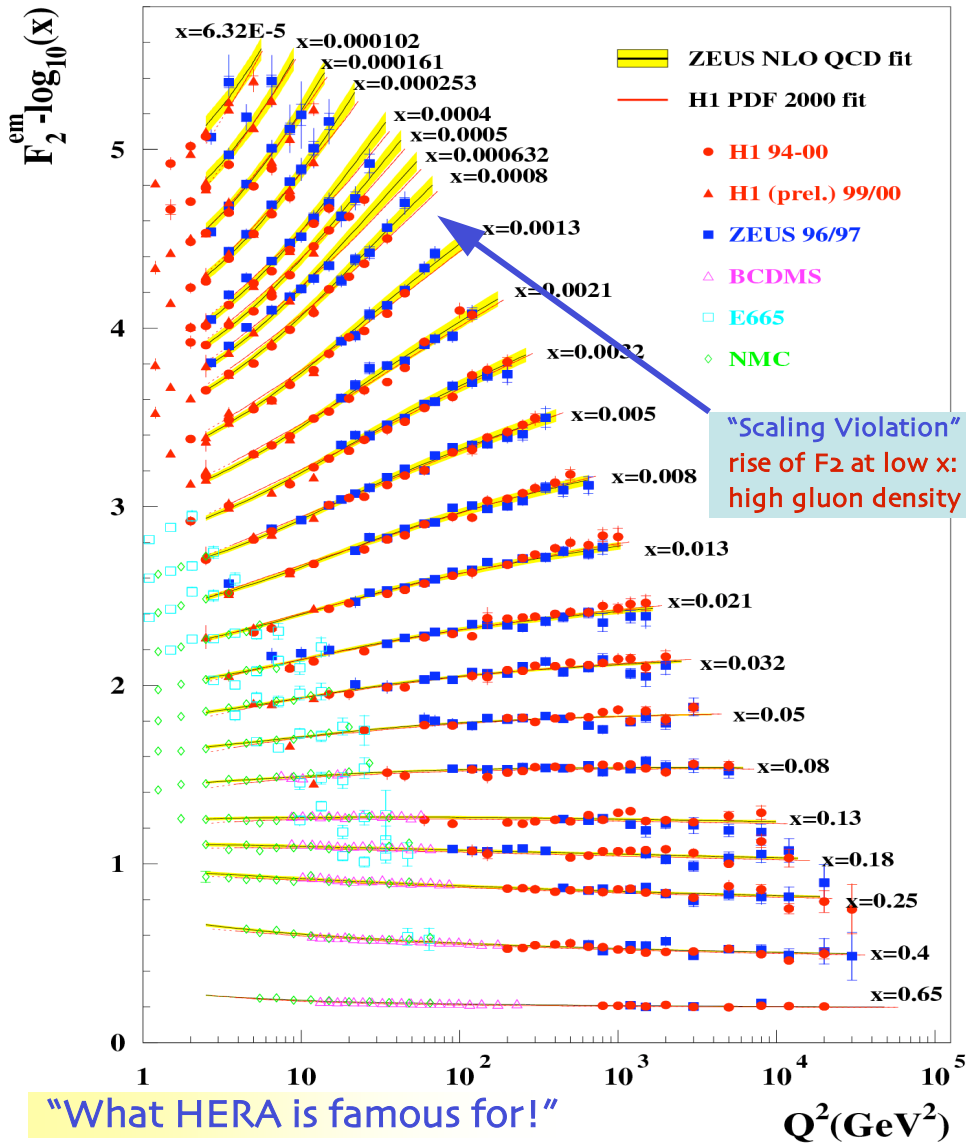 F₂ᵉᵐ-log₁₀(x)
x=6.32E-5
x=0.000102
x=0.000161
x=0.000253
x=0.0004
x=0.0005
x=0.000632
x=0.0008
x=0.0013
x=0.0021
x=0.0032
x=0.005
x=0.008
x=0.013
x=0.021
x=0.032
x=0.05
x=0.08
x=0.13
x=0.18
x=0.25
x=0.4
x=0.65
ZEUS NLO QCD fit
H1 PDF 2000 fit
H1 94-00
H1 (prel.) 99/00
ZEUS 96/97
BCDMS
E665
NMC
"Scaling Violation"
rise of F2 at low x:
high gluon density
5
4
3
2
1
0
1 10 10² 10³ 10⁴ 10⁵
"What HERA is famous for!"
Q²(GeV²)